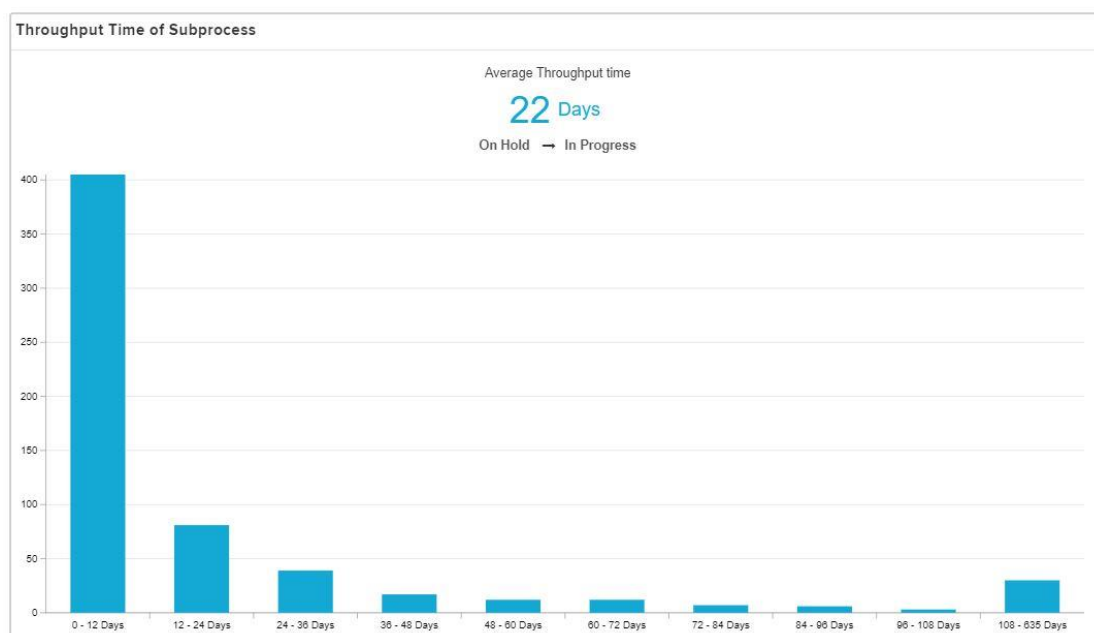 Throughput Time of Subprocess
Average Throughput time
22 Days
On Hold → In Progress
400
350
300
250
200
150
100
50
0
0 - 12 Days
12 - 24 Days
24 - 36 Days
36 - 48 Days
48 - 60 Days
60 - 72 Days
72 - 84 Days
84 - 96 Days
96 - 108 Days
108 - 635 Days